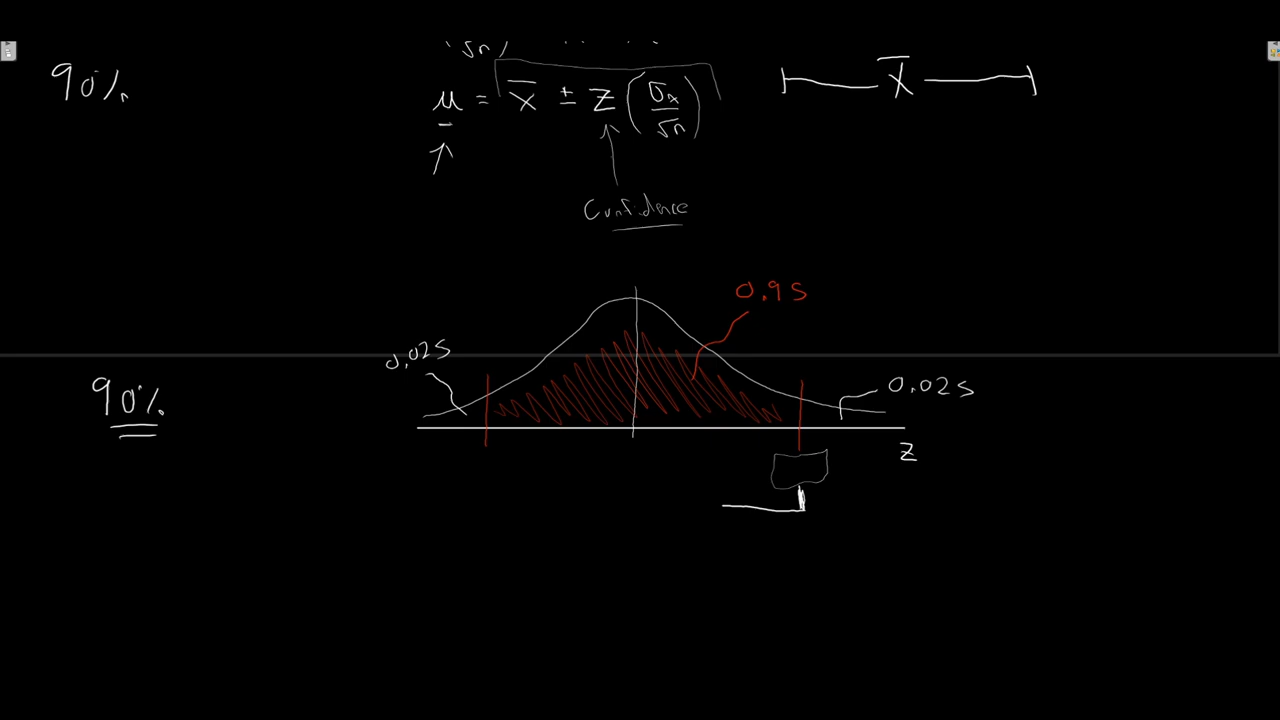 90%
μ = x̄ ± z (σx/√n)
x̄
Confidence
0.95
0.025
0.025
90%
z